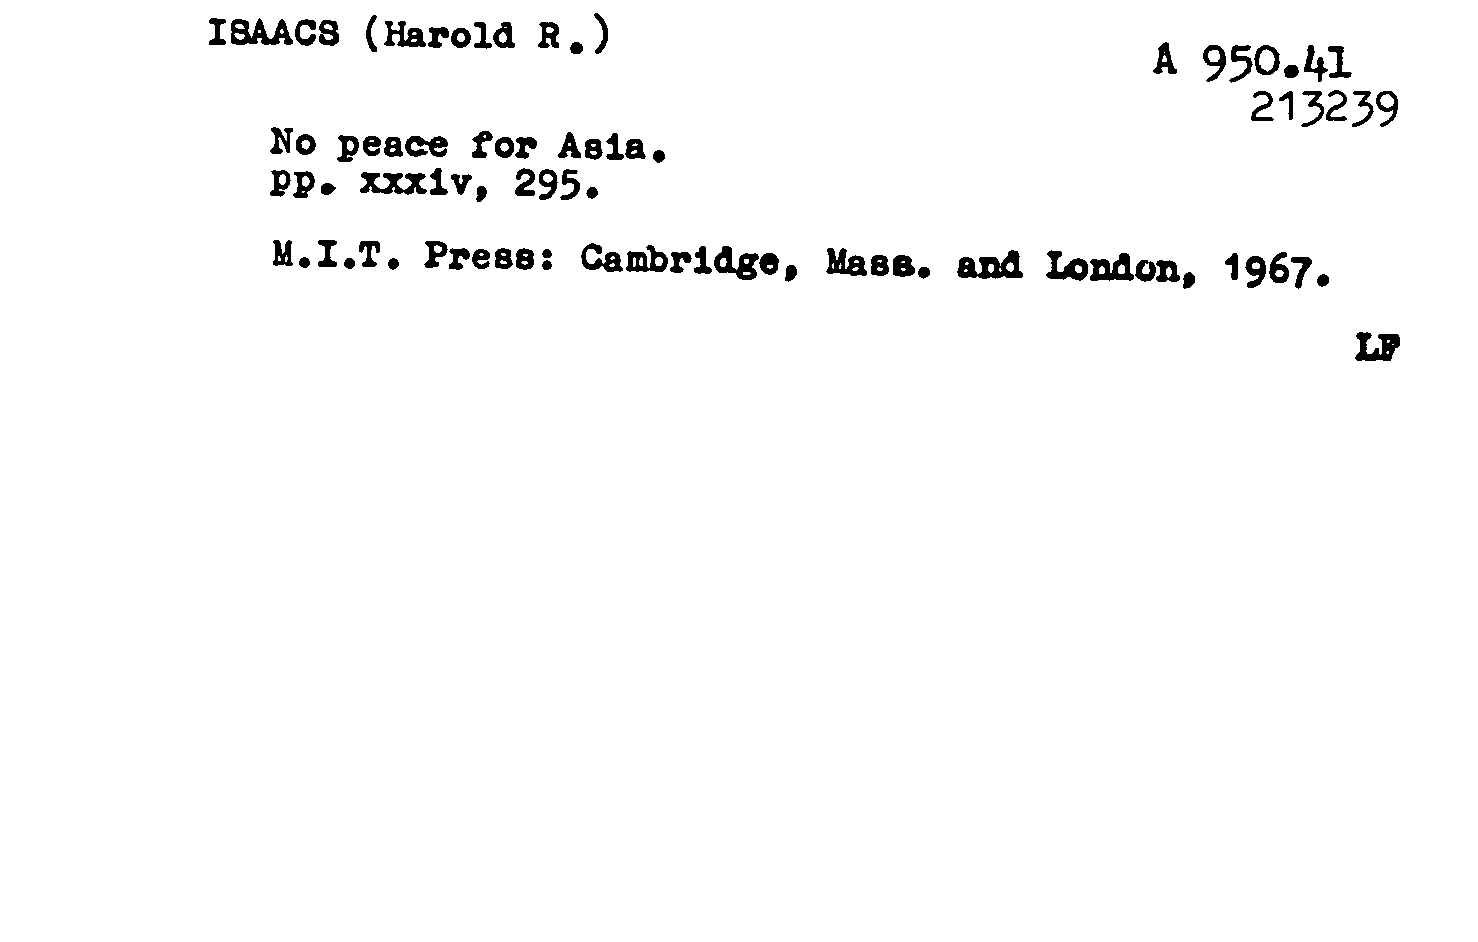 ISAACS (Harold R.)
A 950.41
213239
No peace for Asia.
pp. xxxiv, 295.
M.I.T. Press: Cambridge, Mass. and London, 1967.
LF